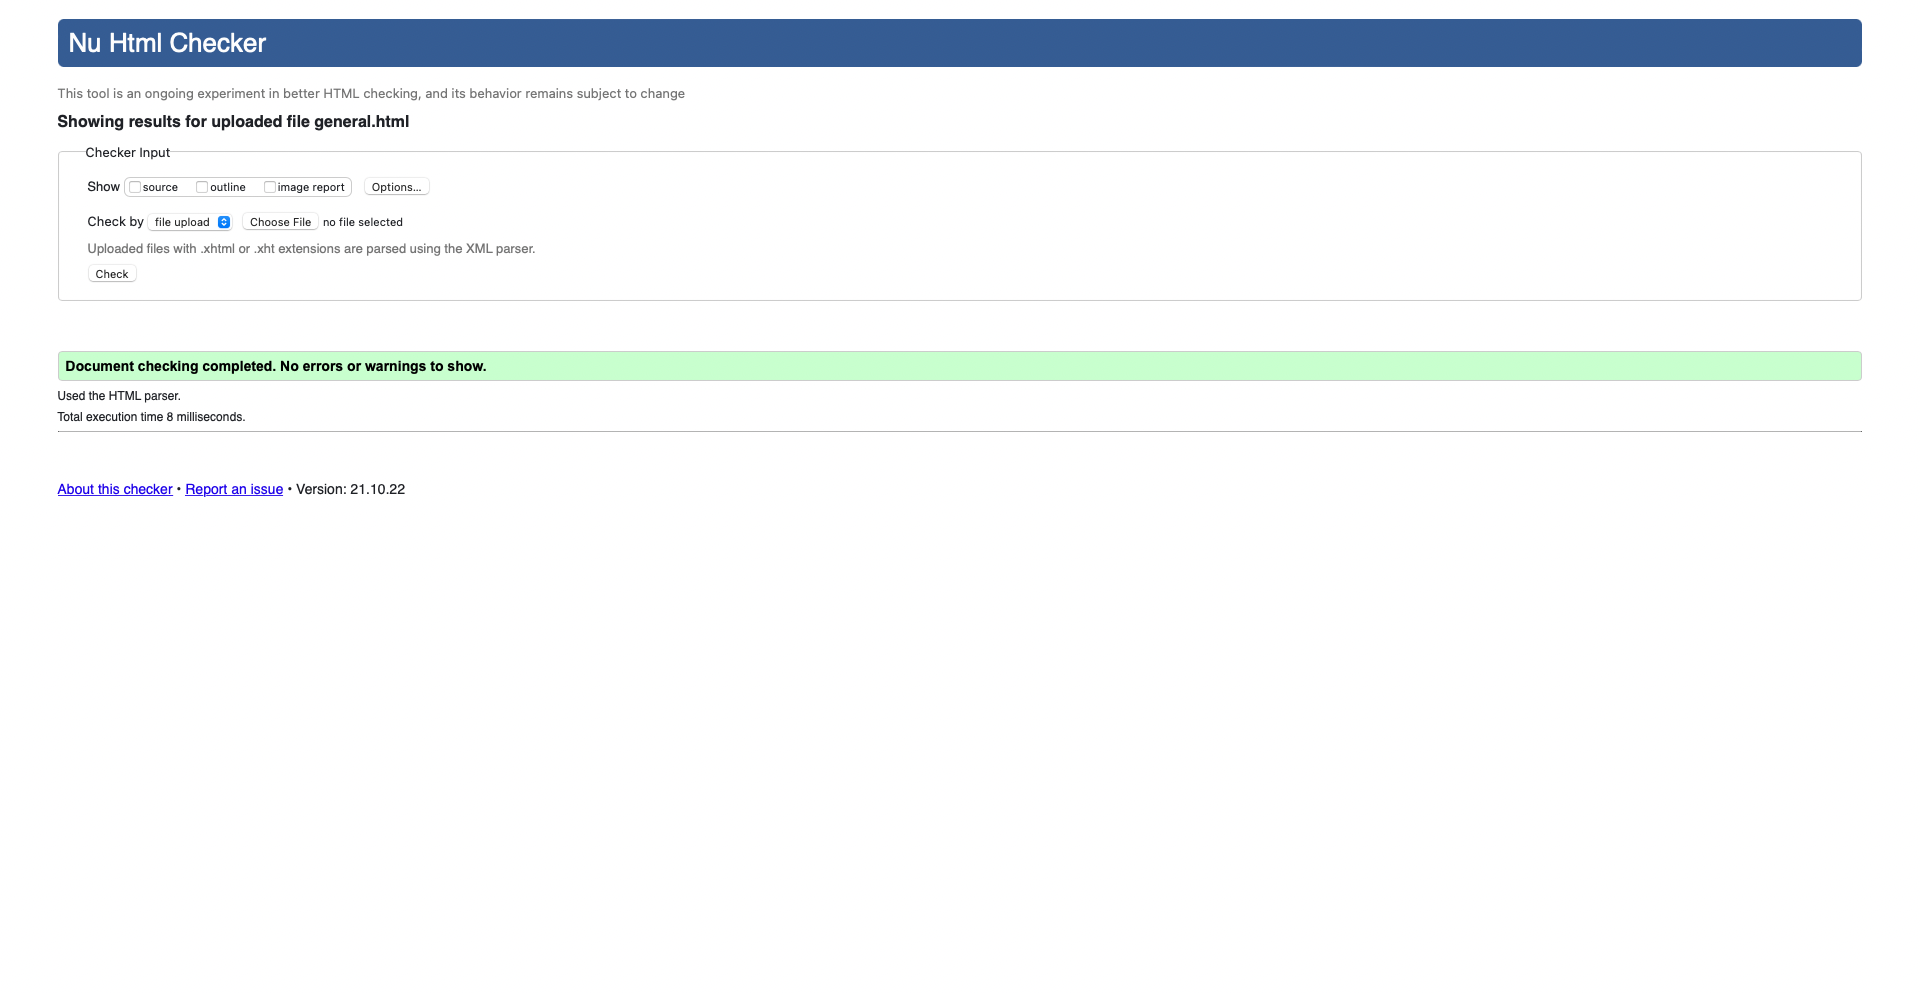 Nu Html Checker
This tool is an ongoing experiment in better HTML checking, and its behavior remains subject to change
Showing results for uploaded file general.html
Checker Input
Show source outline image report Options...
Check by file upload Choose File no file selected
Uploaded files with .xhtml or .xht extensions are parsed using the XML parser.
Check
Document checking completed. No errors or warnings to show.
Used the HTML parser.
Total execution time 8 milliseconds.
About this checker • Report an issue • Version: 21.10.22